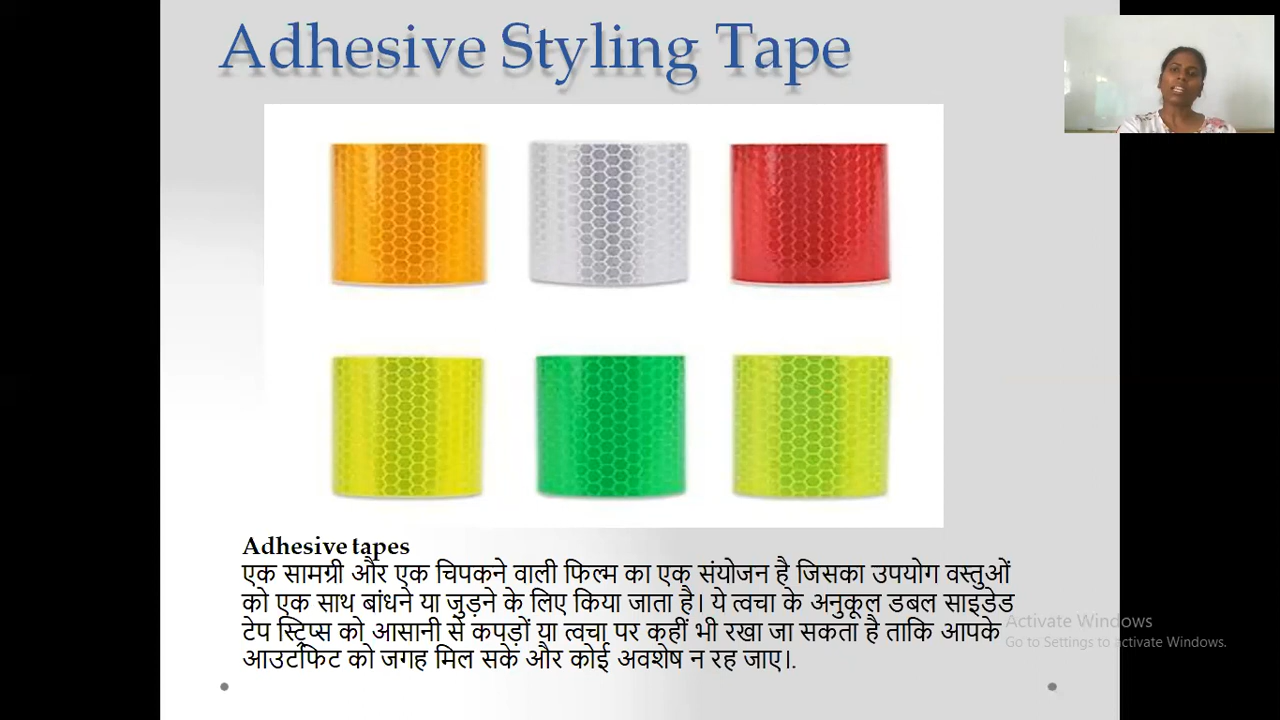 Adhesive Styling Tape
Adhesive tapes
एक सामग्री और एक चिपकने वाली फिल्म का एक संयोजन है जिसका उपयोग वस्तुओं
को एक साथ बांधने या जुड़ने के लिए किया जाता है। ये त्वचा के अनुकूल डबल साइडेड
टेप स्ट्रिप्स को आसानी से कपड़ों या त्वचा पर कहीं भी रखा जा सकता है ताकि आपके
आउटफिट को जगह मिल सके और कोई अवशेष न रह जाए।.
Activate Windows
Go to Settings to activate Windows.